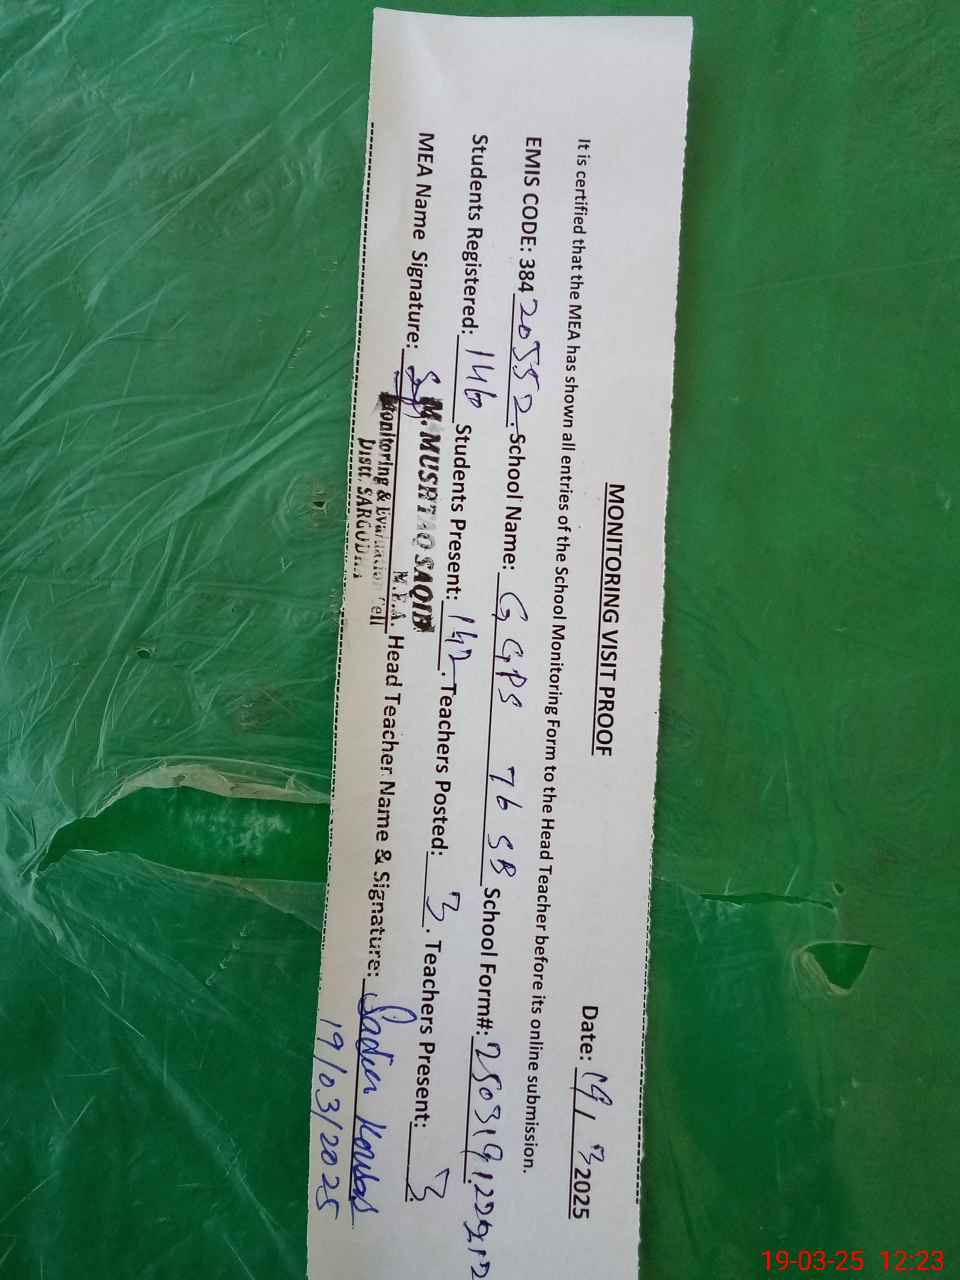 MONITORING VISIT PROOF
Date: 19, 3 2025
It is certified that the MEA has shown all entries of the School Monitoring Form to the Head Teacher before its online submission.
EMIS CODE: 38420552. School Name: GGPS 76 SB School Form#:
Students Registered: 146 Students Present: 142. Teachers Posted: 3. Teachers Present: 3
MEA Name Signature: Head Teacher Name & Signature:
M. MUSHTAQ SAQIB
M.E.A.
Monitoring & Evaluation Cell
Distt. SARGODHA
19/03/2025
19-03-25 12:23